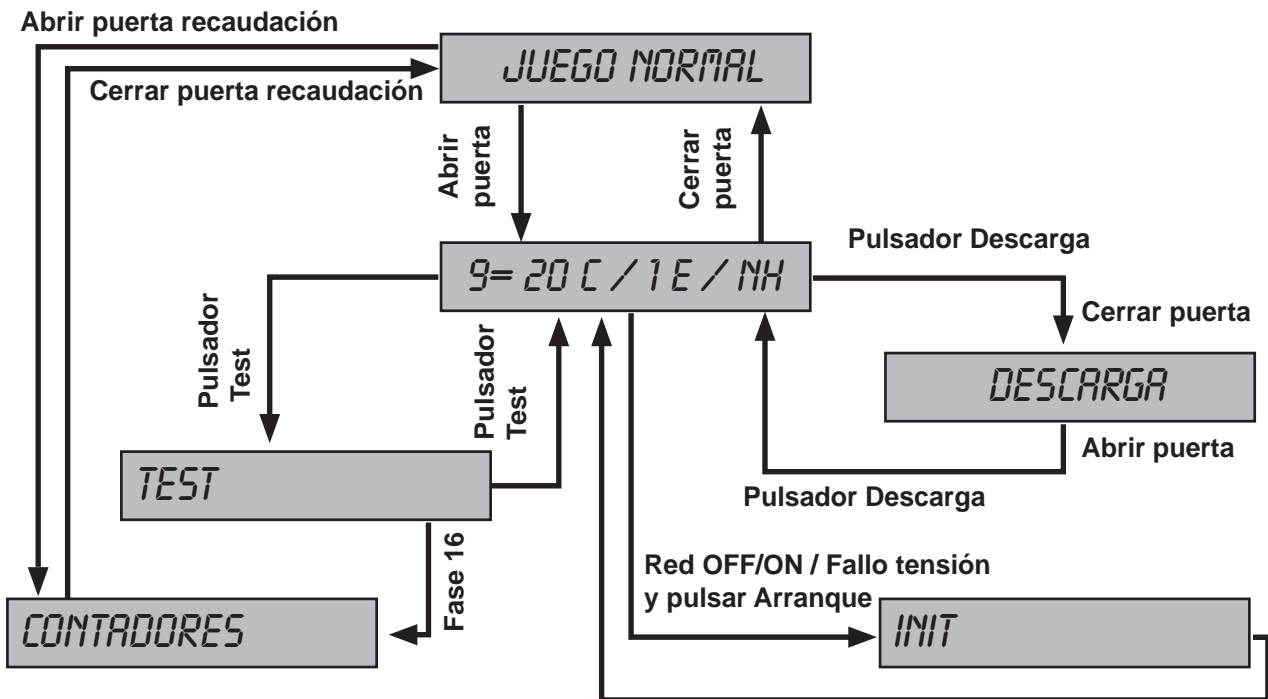 Abrir puerta recaudación
JUEGO NORMAL
Cerrar puerta recaudación
Abrir
puerta
Cerrar
puerta
Pulsador Descarga
9= 20 C / 1 E / NH
Cerrar puerta
Pulsador
Test
Pulsador
Test
DESCARGA
Abrir puerta
TEST
Pulsador Descarga
Fase 16
Red OFF/ON / Fallo tensión
y pulsar Arranque
CONTADORES
INIT